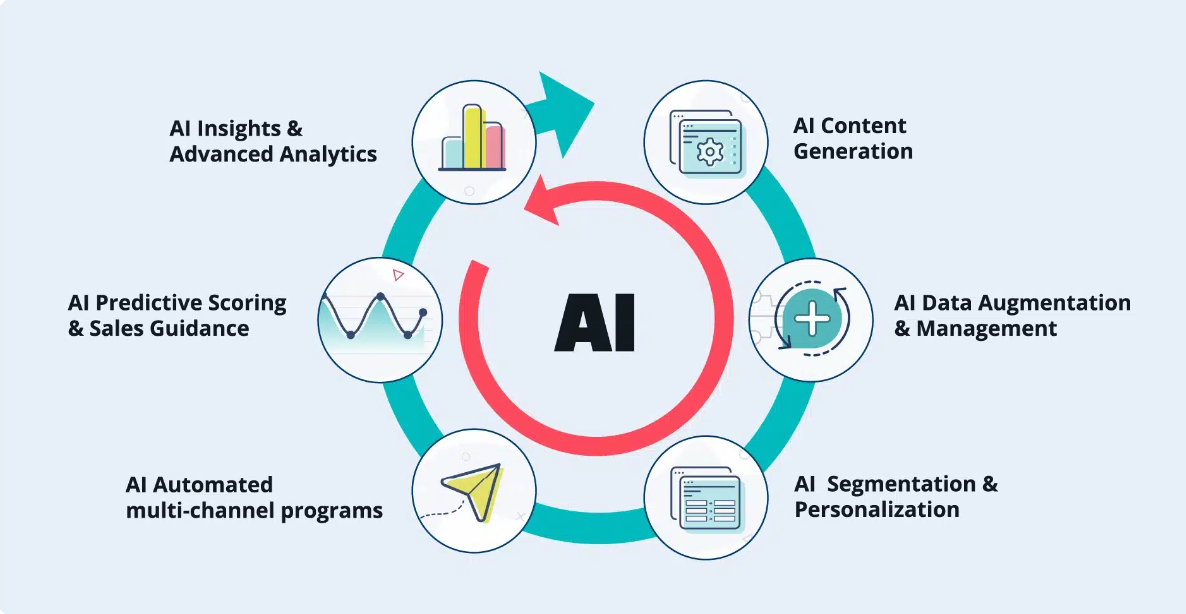 AI Insights &
Advanced Analytics
AI Content
Generation
AI Predictive Scoring
& Sales Guidance
AI
AI Data Augmentation
& Management
AI Automated
multi-channel programs
AI  Segmentation &
Personalization